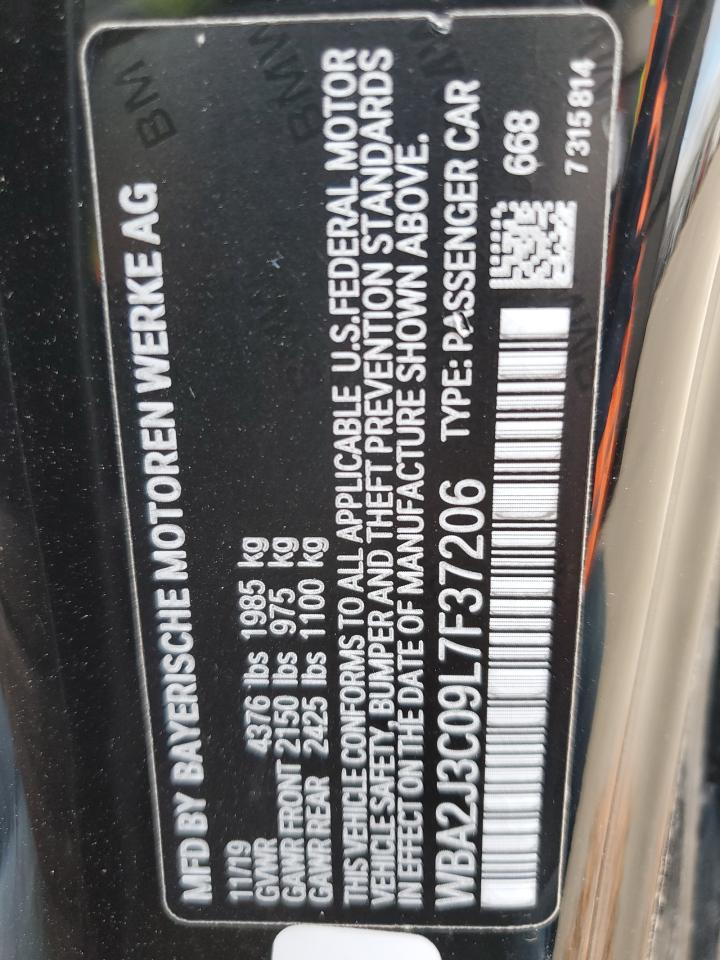 MFD BY BAYERISCHE MOTOREN WERKE AG
11/19
GVWR 4376 lbs 1985 kg
GAWR FRONT 2150 lbs 975 kg
GAWR REAR 2425 lbs 1100 kg
THIS VEHICLE CONFORMS TO ALL APPLICABLE U.S.FEDERAL MOTOR
VEHICLE SAFETY, BUMPER AND THEFT PREVENTION STANDARDS
IN EFFECT ON THE DATE OF MANUFACTURE SHOWN ABOVE.
WBA2J3C09L7F37206 TYPE: PASSENGER CAR
668
7 315 814
BMW
BMW